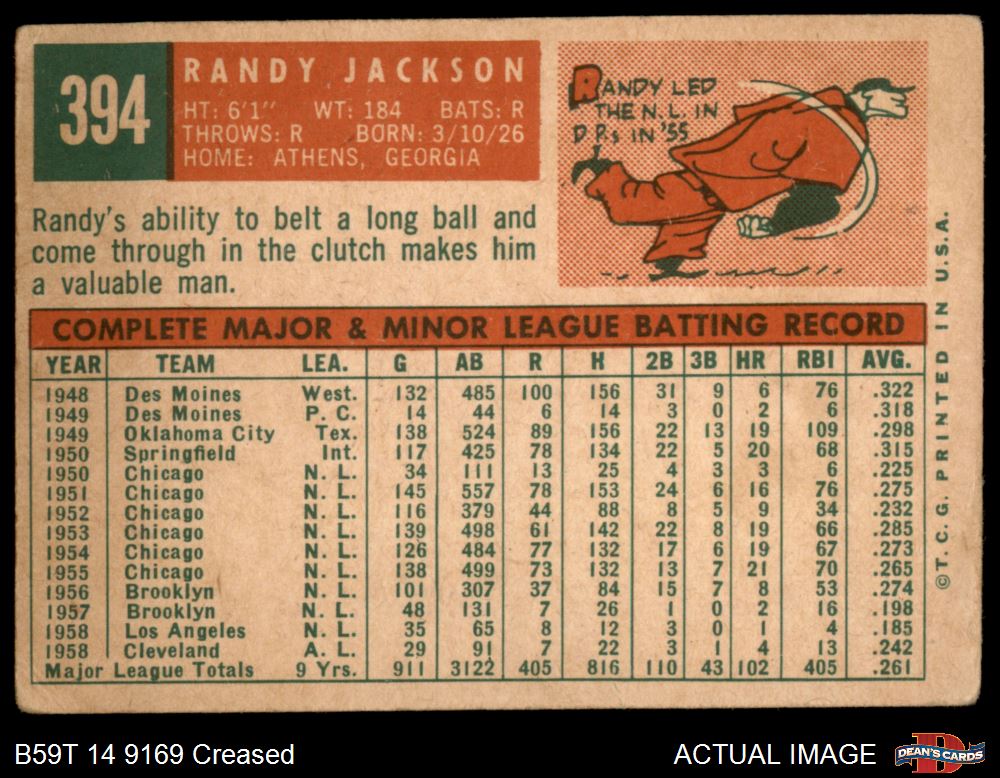 394
RANDY JACKSON
HT: 6'1" WT: 184 BATS: R
THROWS: R BORN: 3/10/26
HOME: ATHENS, GEORGIA
RANDY LED
THE N.L. IN
D.P.s IN '55
Randy's ability to belt a long ball and
come through in the clutch makes him
a valuable man.
COMPLETE MAJOR & MINOR LEAGUE BATTING RECORD
YEAR TEAM LEA. G AB R H 2B 3B HR RBI AVG.
1948 Des Moines West. 132 485 100 156 31 9 6 76 .322
1949 Des Moines P. C. 14 44 6 14 3 0 2 6 .318
1949 Oklahoma City Tex. 138 524 89 156 22 13 19 109 .298
1950 Springfield Int. 117 425 78 134 22 5 20 68 .315
1950 Chicago N. L. 34 111 13 25 4 3 3 6 .225
1951 Chicago N. L. 145 557 78 153 24 6 16 76 .275
1952 Chicago N. L. 116 379 44 88 8 5 9 34 .232
1953 Chicago N. L. 139 498 61 142 22 8 19 66 .285
1954 Chicago N. L. 126 484 77 132 17 6 19 67 .273
1955 Chicago N. L. 138 499 73 132 13 7 21 70 .265
1956 Brooklyn N. L. 101 307 37 84 15 7 8 53 .274
1957 Brooklyn N. L. 48 131 7 26 1 0 2 16 .198
1958 Los Angeles N. L. 35 65 8 12 3 0 1 4 .185
1958 Cleveland A. L. 29 91 7 22 3 1 4 13 .242
Major League Totals 9 Yrs. 911 3122 405 816 110 43 102 405 .261
©T. C. G. PRINTED IN U.S.A.
B59T 14 9169 Creased
ACTUAL IMAGE
DEAN'S CARDS